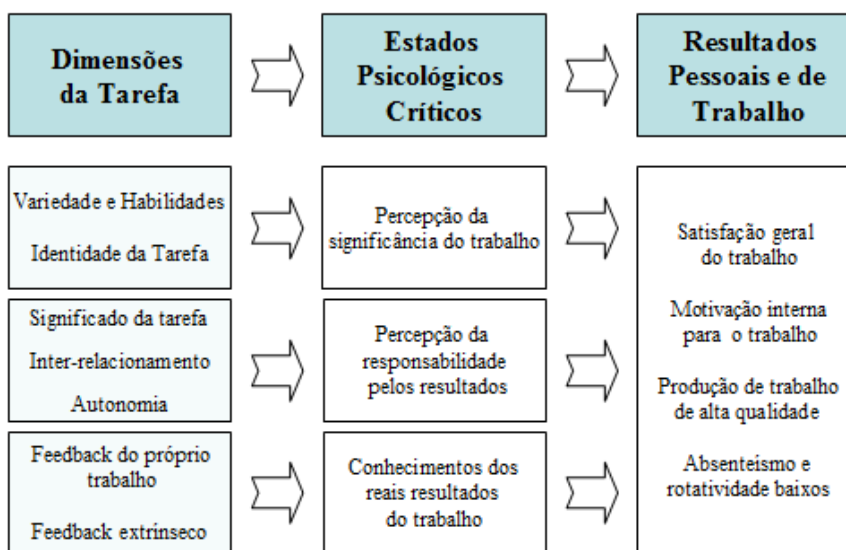 Dimensões
da Tarefa
Estados
Psicológicos
Críticos
Resultados
Pessoais e de
Trabalho
Variedade e Habilidades
Identidade da Tarefa
Percepção da
significância do trabalho
Significado da tarefa
Inter-relacionamento
Autonomia
Percepção da
responsabilidade
pelos resultados
Feedback do próprio
trabalho
Feedback extrínseco
Conhecimentos dos
reais resultados
do trabalho
Satisfação geral
do trabalho
Motivação interna
para o trabalho
Produção de trabalho
de alta qualidade
Absenteísmo e
rotatividade baixos